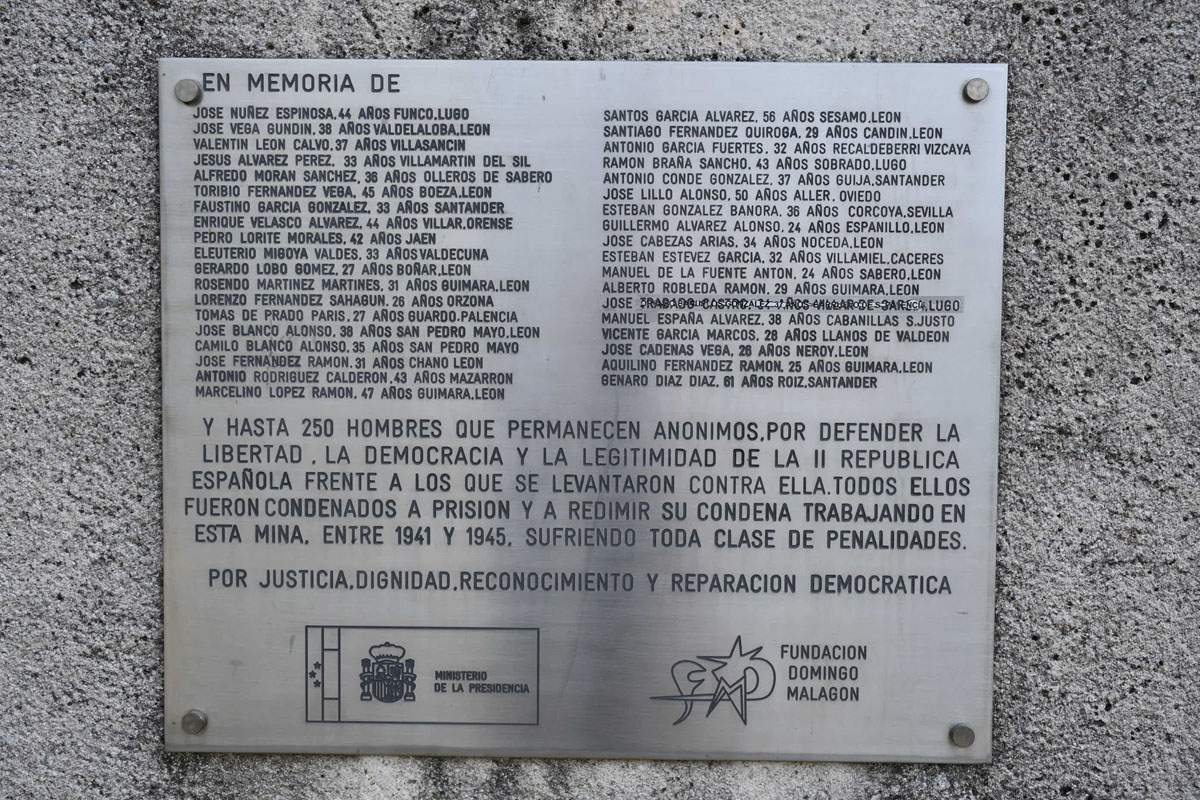 EN MEMORIA DE
JOSE NUÑEZ ESPINOSA.44 AÑOS FUNCO.LUGO
JOSE VEGA GUNDIN. 38 AÑOS VALDELALOBA.LEON
VALENTIN LEON CALVO.37 AÑOS VILLASANCIN
JESUS ALVAREZ PEREZ. 33 AÑOS VILLAMARTIN DEL SIL
ALFREDO MORAN SANCHEZ. 36 AÑOS OLLEROS DE SABERO
TORIBIO FERNANDEZ VEGA. 45 AÑOS BOEZA.LEON
FAUSTINO GARCIA GONZALEZ. 33 AÑOS SANTANDER
ENRIQUE VELASCO ALVAREZ. 44 AÑOS VILLAR.ORENSE
PEDRO LORITE MORALES. 42 AÑOS JAEN
ELEUTERIO MIGOYA VALDES. 33 AÑOS VALDECUNA
GERARDO LOBO GOMEZ. 27 AÑOS BOÑAR.LEON
ROSENDO MARTINEZ MARTINES. 31 AÑOS GUIMARA.LEON
LORENZO FERNANDEZ SAHAGUN. 26 AÑOS ORZONA
TOMAS DE PRADO PARIS. 27 AÑOS GUARDO.PALENCIA
JOSE BLANCO ALONSO. 38 AÑOS SAN PEDRO MAYO.LEON
CAMILO BLANCO ALONSO. 35 AÑOS SAN PEDRO MAYO
JOSE FERNANDEZ RAMON. 31 AÑOS CHANO LEON
ANTONIO RODRIGUEZ CALDERON. 43 AÑOS MAZARRON
MARCELINO LOPEZ RAMON. 47 AÑOS GUIMARA.LEON
SANTOS GARCIA ALVAREZ. 56 AÑOS SESAMO.LEON
SANTIAGO FERNANDEZ QUIROGA. 29 AÑOS CANDIN.LEON
ANTONIO GARCIA FUERTES. 32 AÑOS RECALDEBERRI VIZCAYA
RAMON BRAÑA SANCHO. 43 AÑOS SOBRADO.LUGO
ANTONIO CONDE GONZALEZ. 37 AÑOS GUIJA.SANTANDER
JOSE LILLO ALONSO. 50 AÑOS ALLER. OVIEDO
ESTEBAN GONZALEZ BANORA. 36 AÑOS CORCOYA.SEVILLA
GUILLERMO ALVAREZ ALONSO. 24 AÑOS ESPANILLO.LEON
JOSE CABEZAS ARIAS. 34 AÑOS NOCEDA.LEON
ESTEBAN ESTEVEZ GARCIA. 32 AÑOS VILLAMIEL.CACERES
MANUEL DE LA FUENTE ANTON. 24 AÑOS SABERO.LEON
ALBERTO ROBLEDA RAMON. 29 AÑOS GUIMARA.LEON
JOSE LUGO
MANUEL ESPAÑA ALVAREZ. 38 AÑOS CABANILLAS S.JUSTO
VICENTE GARCIA MARCOS. 28 AÑOS LLANOS DE VALDEON
JOSE CADENAS VEGA. 26 AÑOS NEROY.LEON
AQUILINO FERNANDEZ RAMON. 25 AÑOS GUIMARA.LEON
GENARO DIAZ DIAZ. 61 AÑOS ROIZ.SANTANDER
Y HASTA 250 HOMBRES QUE PERMANECEN ANONIMOS.POR DEFENDER LA
LIBERTAD . LA DEMOCRACIA Y LA LEGITIMIDAD DE LA II REPUBLICA
ESPAÑOLA FRENTE A LOS QUE SE LEVANTARON CONTRA ELLA.TODOS ELLOS
FUERON CONDENADOS A PRISION Y A REDIMIR SU CONDENA TRABAJANDO EN
ESTA MINA. ENTRE 1941 Y 1945. SUFRIENDO TODA CLASE DE PENALIDADES.
POR JUSTICIA.DIGNIDAD.RECONOCIMIENTO Y REPARACION DEMOCRATICA
MINISTERIO
DE LA PRESIDENCIA
FUNDACION
DOMINGO
MALAGON